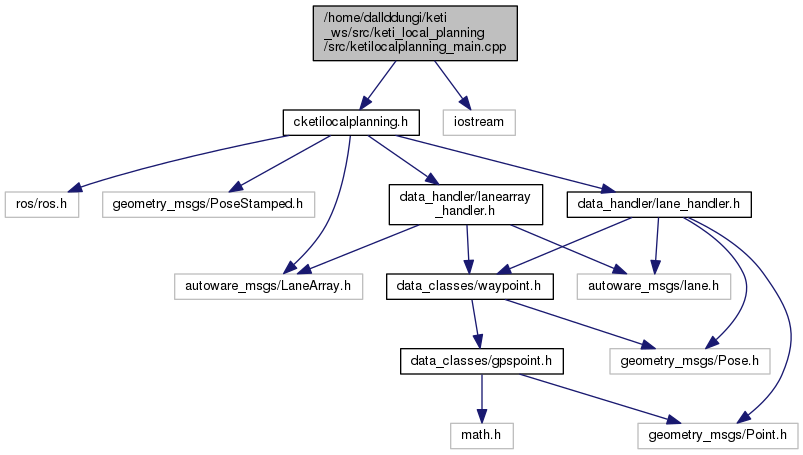 /home/dallddungi/keti
_ws/src/keti_local_planning
/src/ketilocalplanning_main.cpp
cketilocalplanning.h
iostream
ros/ros.h
geometry_msgs/PoseStamped.h
data_handler/lanearray
_handler.h
data_handler/lane_handler.h
autoware_msgs/LaneArray.h
data_classes/waypoint.h
autoware_msgs/lane.h
data_classes/gpspoint.h
geometry_msgs/Pose.h
math.h
geometry_msgs/Point.h